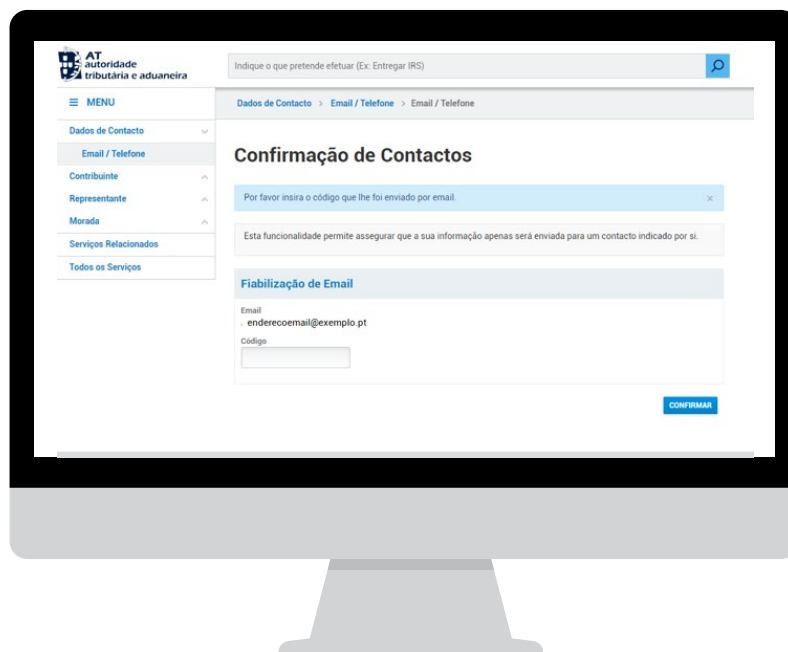 AT
autoridade
tributária e aduaneira
Indique o que pretende efetuar (Ex: Entregar IRS)
MENU
Dados de Contacto > Email / Telefone > Email / Telefone
Dados de Contacto
Email / Telefone
Contribuinte
Representante
Morada
Serviços Relacionados
Todos os Serviços
Confirmação de Contactos
Por favor insira o código que lhe foi enviado por email.
×
Esta funcionalidade permite assegurar que a sua informação apenas será enviada para um contacto indicado por si.
Fiabilização de Email
Email
enderecoemail@exemplo.pt
Código
CONFIRMAR